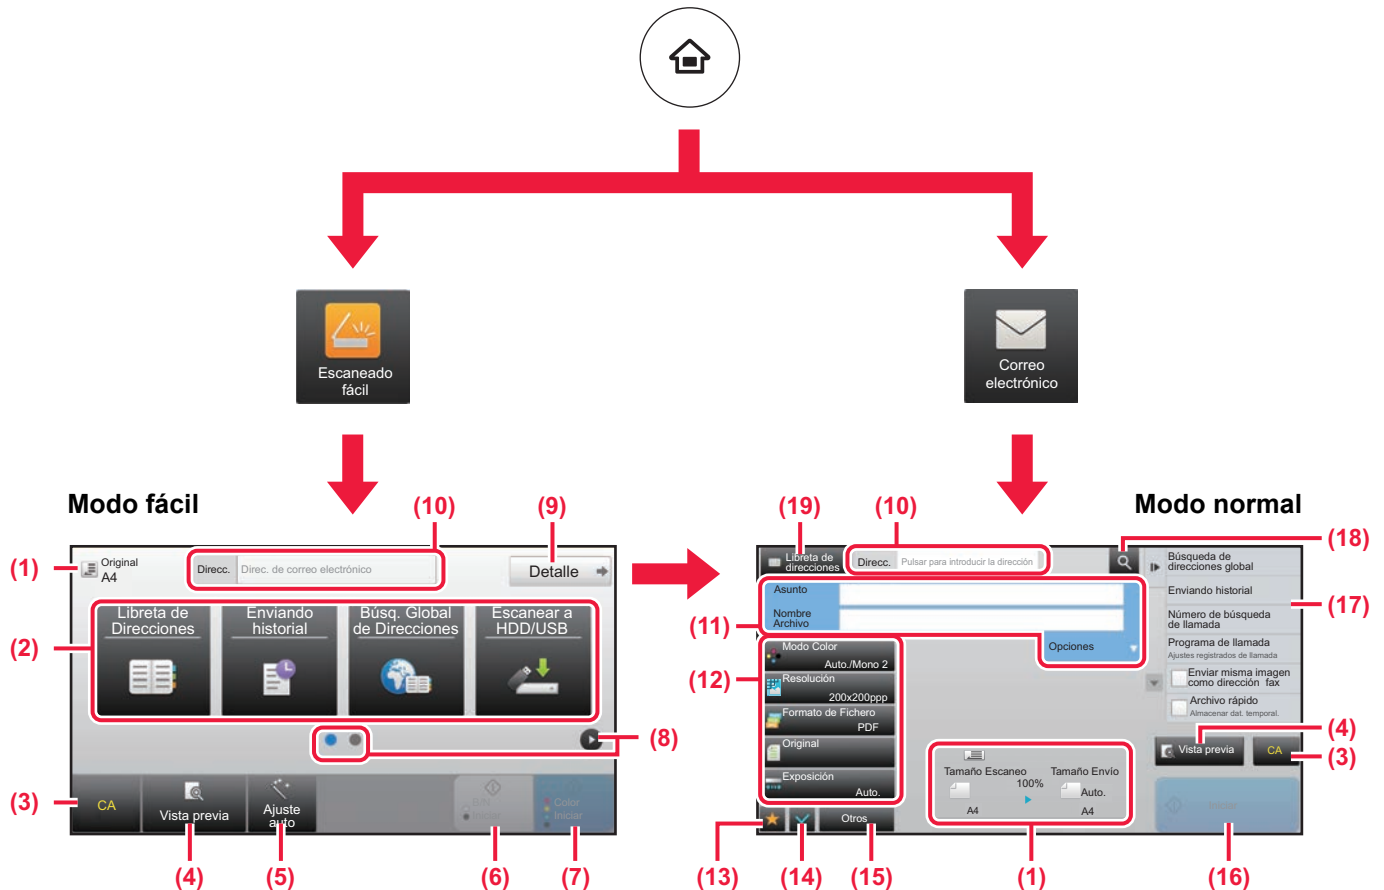 Escaneado
fácil
Correo
electrónico
Modo fácil
Modo normal
(10)
(9)
(19)
(10)
(18)
(1)
Original
A4
Direcc.
Direc. de correo electrónico
Detalle
Libreta de
direcciones
Direcc.
Pulsar para introducir la dirección
Búsqueda de
direcciones global
(2)
Libreta de
Direcciones
Enviando
historial
Búsq. Global
de Direcciones
Escanear a
HDD/USB
(11)
Asunto
Nombre
Archivo
Opciones
Enviando historial
(17)
Número de búsqueda
de llamada
Programa de llamada
Ajustes registrados de llamada
Enviar misma imagen
como dirección fax
Archivo rápido
Almacenar dat. temporal.
(12)
Modo Color
Auto./Mono 2
Resolución
200x200ppp
Formato de Fichero
PDF
Original
Exposición
Auto.
(8)
(4)
Vista previa
CA
(3)
Tamaño Escaneo
100%
Tamaño Envío
Auto.
A4
A4
(3)
CA
Vista previa
Ajuste
auto
Color
Iniciar
Otros
(4)
(5)
(6)
(7)
(13)
(14)
(15)
(1)
(16)